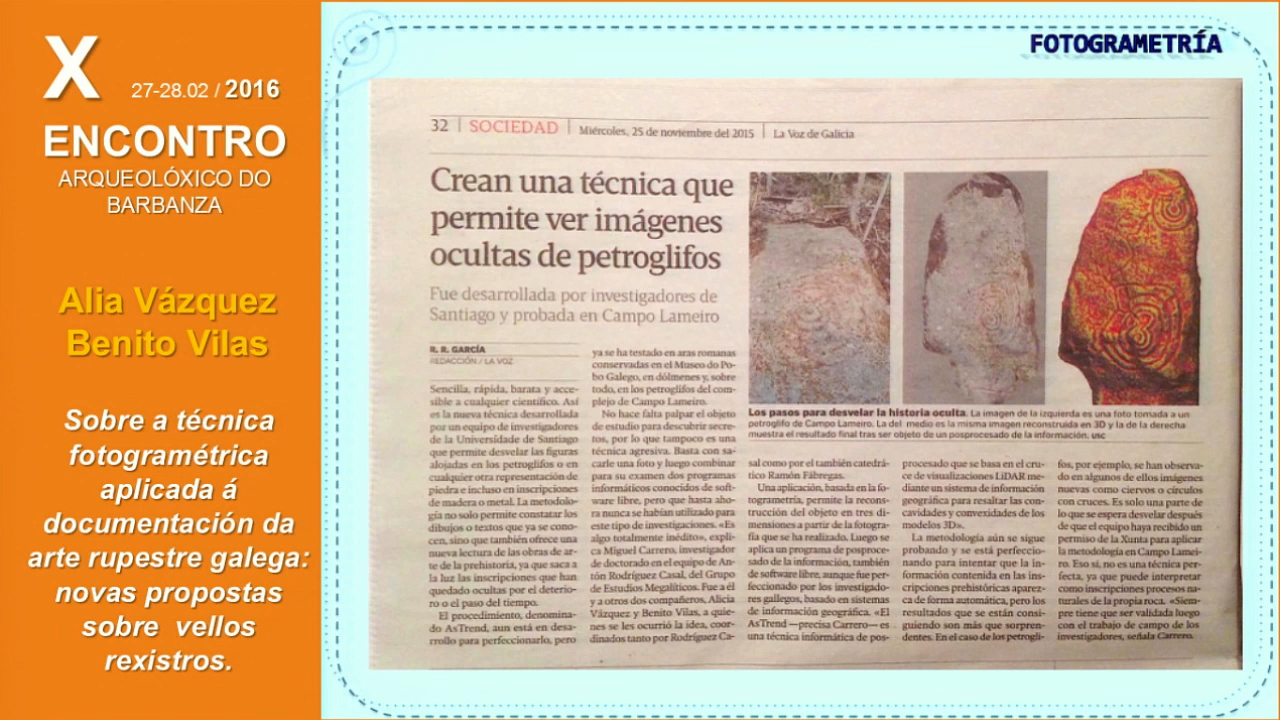 X 27-28.02 / 2016
ENCONTRO
ARQUEOLÓXICO DO
BARBANZA
Alia Vázquez
Benito Vilas
Sobre a técnica
fotogramétrica
aplicada á
documentación da
arte rupestre galega:
novas propostas
sobre vellos
rexistros.
FOTOGRAMETRÍA
32 | SOCIEDAD | Miércoles, 25 de noviembre del 2015 | La Voz de Galicia
Crean una técnica que
permite ver imágenes
ocultas de petroglifos
Fue desarrollada por investigadores de
Santiago y probada en Campo Lameiro
R. R. GARCÍA
REDACCIÓN / LA VOZ
Sencilla, rápida, barata y acce-
sible a cualquier científico. Así
es la nueva técnica desarrollada
por un equipo de investigadores
de la Universidade de Santiago
que permite desvelar las figuras
alojadas en los petroglifos o en
cualquier otra representación de
piedra e incluso en inscripciones
de madera o metal. La metodolo-
gía no solo permite constatar los
dibujos o textos que ya se cono-
cen, sino que también ofrece una
nueva lectura de las obras de ar-
te de la prehistoria, ya que saca a
la luz las inscripciones que han
quedado ocultas por el deterio-
ro o el paso del tiempo.
El procedimiento, denomina-
do AsTrend, aun está en desa-
rrollo para perfeccionarlo, pero
ya se ha testado en aras romanas
conservadas en el Museo do Po-
bo Galego, en dólmenes y, sobre
todo, en los petroglifos del com-
plejo de Campo Lameiro.
No hace falta palpar el objeto
de estudio para descubrir secre-
tos, por lo que tampoco es una
técnica agresiva. Basta con sa-
carle una foto y luego combinar
para su examen dos programas
informáticos conocidos de soft-
ware libre, pero que hasta aho-
ra nunca se habían utilizado para
este tipo de investigaciones. «Es
algo totalmente inédito», expli-
ca Miguel Carrero, investigador
de doctorado en el equipo de An-
tón Rodríguez Casal, del Grupo
de Estudios Megalíticos. Fue a él
y a otros dos compañeros, Alicia
Vázquez y Benito Vilas, a quie-
nes se les ocurrió la idea, coor-
dinados tanto por Rodríguez Ca-
Los pasos para desvelar la historia oculta. La imagen de la izquierda es una foto tomada a un
petroglifo de Campo Lameiro. La del medio es la misma imagen reconstruida en 3D y la de la derecha
muestra el resultado final tras ser objeto de un posprocesado de la información. USC
sal como por el también catedrá-
tico Ramón Fábregas.
Una aplicación, basada en la fo-
togrametría, permite la recons-
trucción del objeto en tres di-
mensiones a partir de la fotogra-
fía que se ha realizado. Luego se
aplica un programa de posproce-
sado de la información, también
de software libre, aunque fue per-
feccionado por los investigado-
res gallegos, basado en sistemas
de información geográfica. «El
AsTrend —precisa Carrero— es
una técnica informática de pos-
procesado que se basa en el cru-
ce de visualizaciones LiDAR me-
diante un sistema de información
geográfica para resaltar las con-
cavidades y convexidades de los
modelos 3D».
La metodología aún se sigue
probando y se está perfeccio-
nando para intentar que la in-
formación contenida en las ins-
cripciones prehistóricas aparez-
ca de forma automática, pero los
resultados que se están consi-
guiendo son más que sorpren-
dentes. En el caso de los petrogli-
fos, por ejemplo, se han observa-
do en algunos de ellos imágenes
nuevas como ciervos o círculos
con cruces. Es solo una parte de
lo que se espera desvelar después
de que el equipo haya recibido un
permiso de la Xunta para aplicar
la metodología en Campo Lamei-
ro. Eso sí, no es una técnica per-
fecta, ya que puede interpretar
como inscripciones procesos na-
turales de la propia roca. «Siem-
pre tiene que ser validada luego
con el trabajo de campo de los
investigadores, señala Carrero.